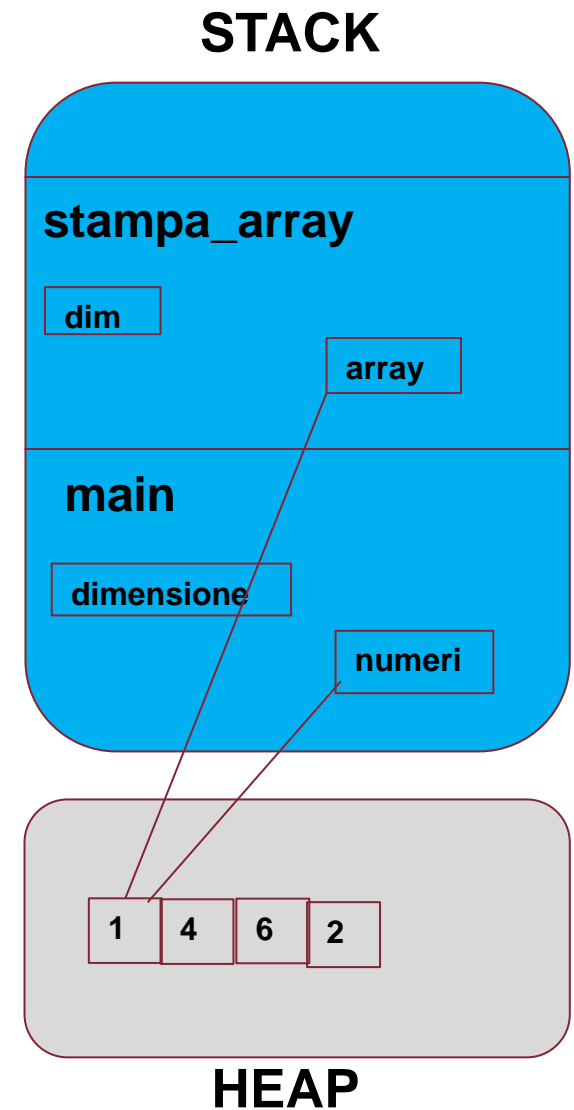 STACK
stampa_array
dim
array
main
dimensione
numeri
1 4 6 2
HEAP